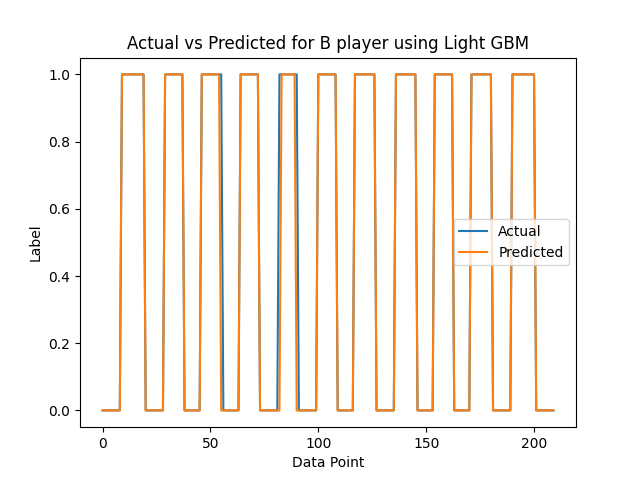 Actual vs Predicted for B player using Light GBM
1.0
0.8
0.6
0.4
0.2
0.0
Label
Actual
Predicted
0 50 100 150 200
Data Point